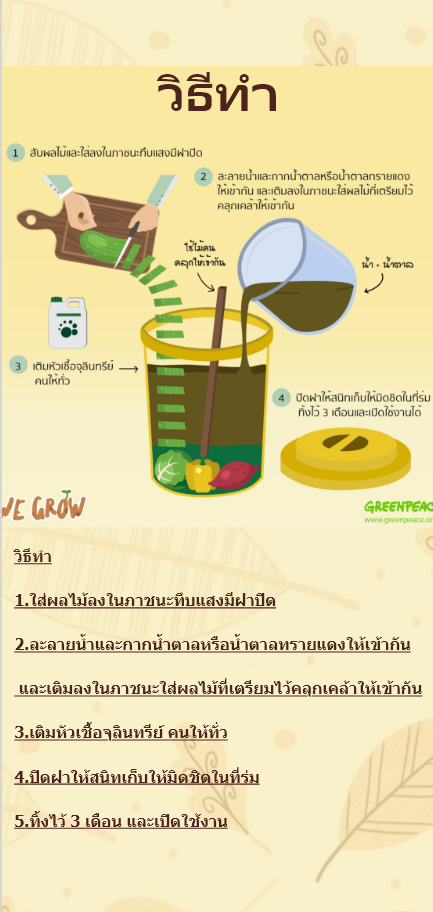 วิธีทำ
1 สับผลไม้และใส่ลงในภาชนะทึบแสงมีฝาปิด
2 ละลายน้ำและกากน้ำตาลหรือน้ำตาลทรายแดง
ให้เข้ากัน และเติมลงในภาชนะใส่ผลไม้ที่เตรียมไว้
คลุกเคล้าให้เข้ากัน
ใช้ไม้คน
คลุกให้เข้ากัน
น้ำ + น้ำตาล
3 เติมหัวเชื้อจุลินทรีย์
คนให้ทั่ว
4 ปิดฝาให้สนิทเก็บให้มิดชิดในที่ร่ม
ทิ้งไว้ 3 เดือนและเปิดใช้งานได้
WE GROW
GREENPEAC
www.greenpeace.or
วิธีทำ
1.ใส่ผลไม้ลงในภาชนะทึบแสงมีฝาปิด
2.ละลายน้ำและกากน้ำตาลหรือน้ำตาลทรายแดงให้เข้ากัน
และเติมลงในภาชนะใส่ผลไม้ที่เตรียมไว้คลุกเคล้าให้เข้ากัน
3.เติมหัวเชื้อจุลินทรีย์ คนให้ทั่ว
4.ปิดฝาให้สนิทเก็บให้มิดชิดในที่ร่ม
5.ทิ้งไว้ 3 เดือน และเปิดใช้งาน